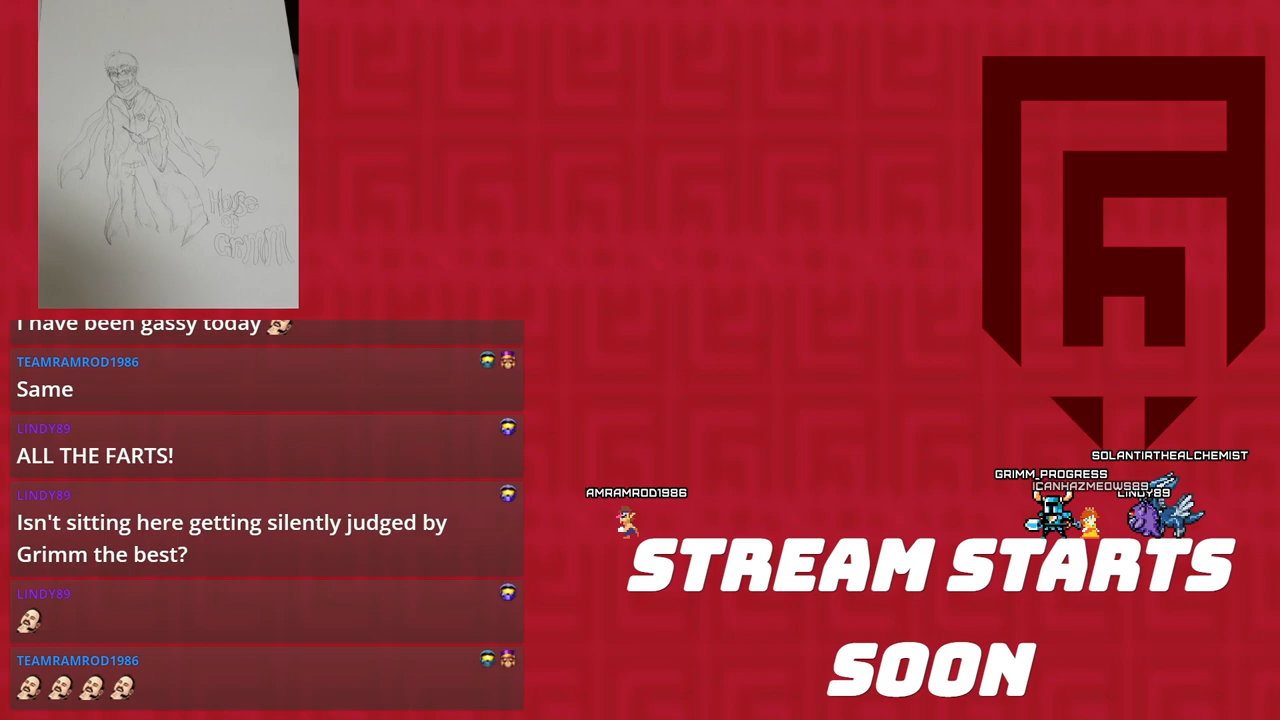 House
of
Grimm
I have been gassy today
TEAMRAMROD1986
Same
LINDY89
ALL THE FARTS!
LINDY89
Isn't sitting here getting silently judged by
Grimm the best?
LINDY89
TEAMRAMROD1986
SOLANTIRTHEALCHEMIST
GRIMM_PROGRESS
ICANHAZMEOWS89
LINDY89
AMRAMROD1986
STREAM STARTS
SOON